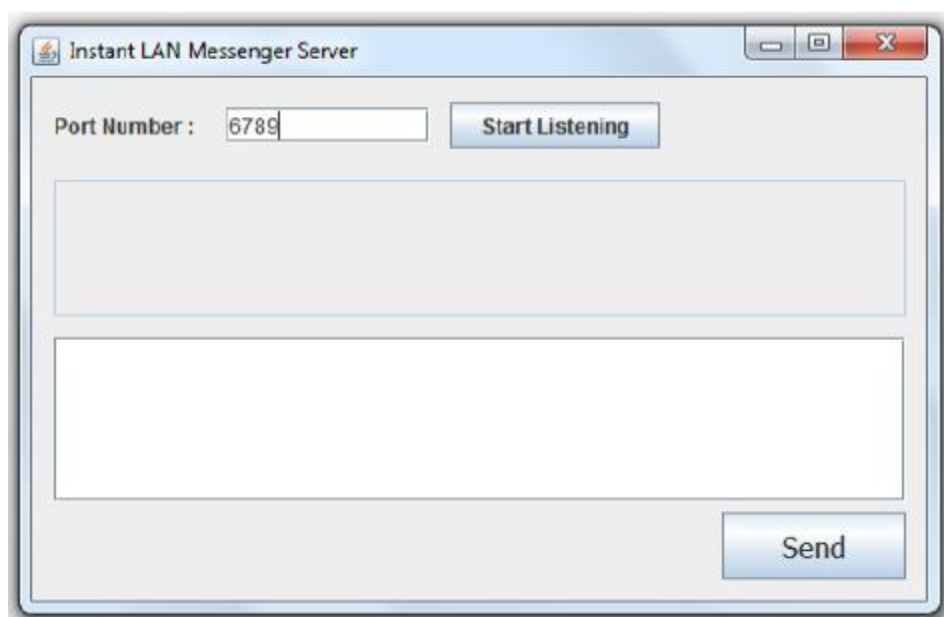 Instant LAN Messenger Server
Port Number : 6789 Start Listening
Send